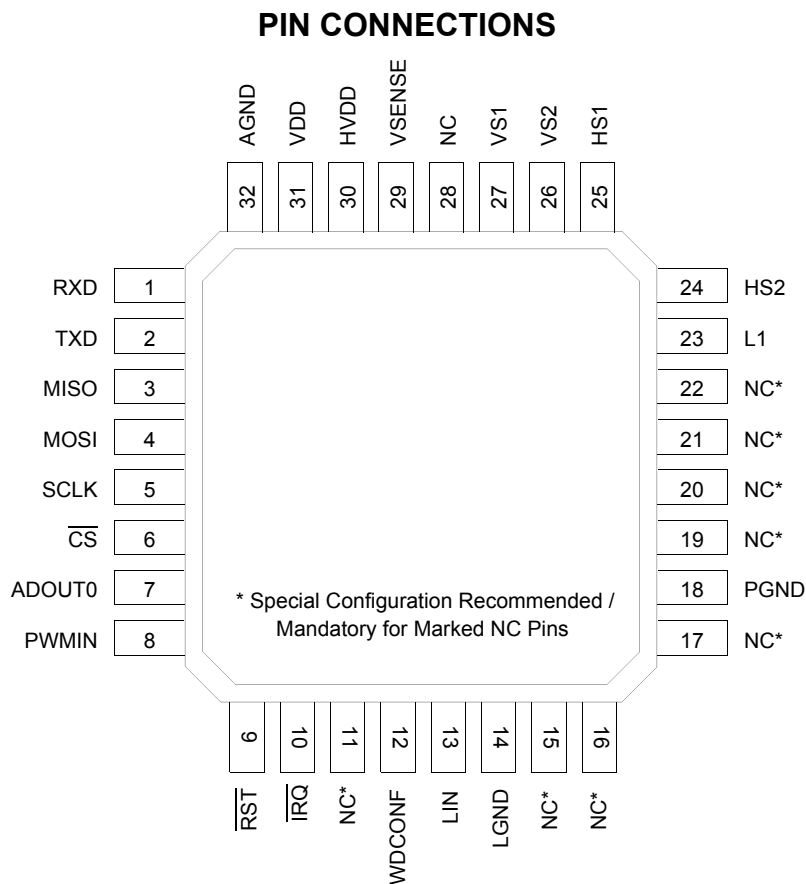 PIN CONNECTIONS
AGND VDD HVDD VSENSE NC VS1 VS2 HS1
32 31 30 29 28 27 26 25
RXD 1 24 HS2
TXD 2 23 L1
MISO 3 22 NC*
MOSI 4 21 NC*
SCLK 5 20 NC*
CS 6 19 NC*
ADOUT0 7 18 PGND
* Special Configuration Recommended /
Mandatory for Marked NC Pins
PWMIN 8 17 NC*
9 10 11 12 13 14 15 16
RST IRQ NC* WDCONF LIN LGND NC* NC*